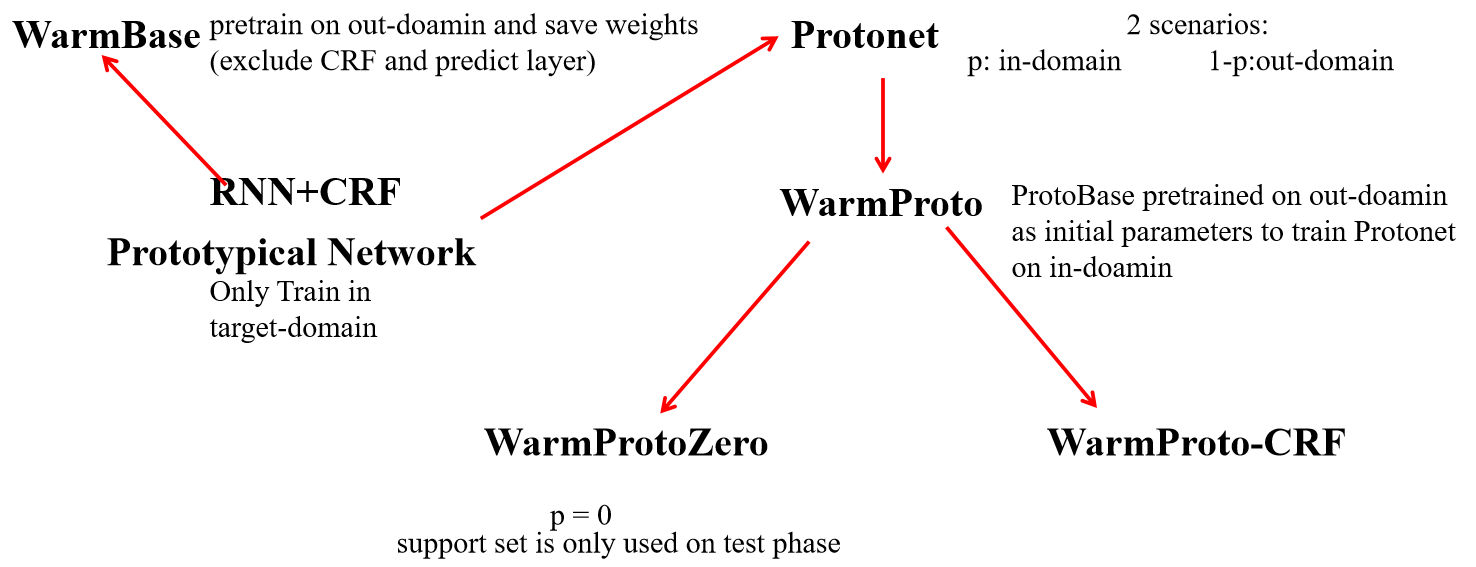 WarmBase
pretrain on out-doamin and save weights
(exclude CRF and predict layer)
Protonet
2 scenarios:
p: in-domain
1-p:out-domain
RNN+CRF
Prototypical Network
Only Train in
target-domain
WarmProto
ProtoBase pretrained on out-doamin
as initial parameters to train Protonet
on in-doamin
WarmProtoZero
p = 0
support set is only used on test phase
WarmProto-CRF